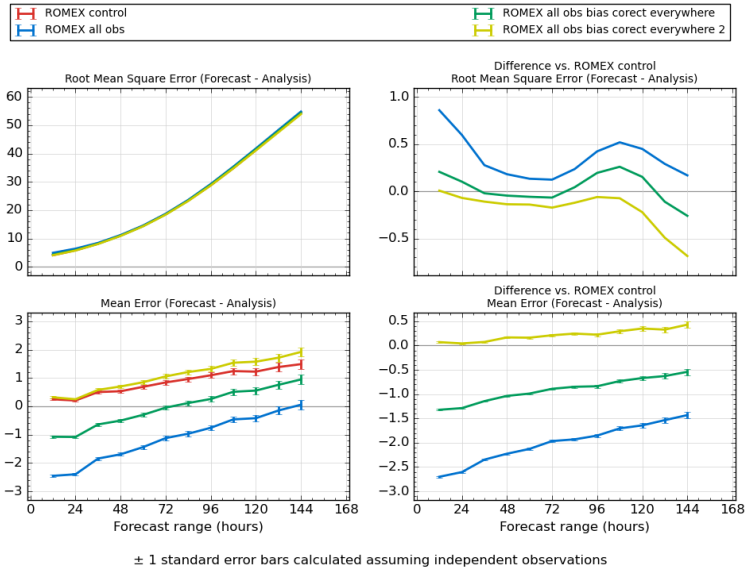 ROMEX control
ROMEX all obs
ROMEX all obs bias corect everywhere
ROMEX all obs bias corect everywhere 2
Root Mean Square Error (Forecast - Analysis)
60
50
40
30
20
10
0
Difference vs. ROMEX control
Root Mean Square Error (Forecast - Analysis)
1.0
0.5
0.0
−0.5
Mean Error (Forecast - Analysis)
3
2
1
0
−1
−2
−3
0 24 48 72 96 120 144 168
Forecast range (hours)
Difference vs. ROMEX control
Mean Error (Forecast - Analysis)
0.5
0.0
−0.5
−1.0
−1.5
−2.0
−2.5
−3.0
0 24 48 72 96 120 144 168
Forecast range (hours)
± 1 standard error bars calculated assuming independent observations